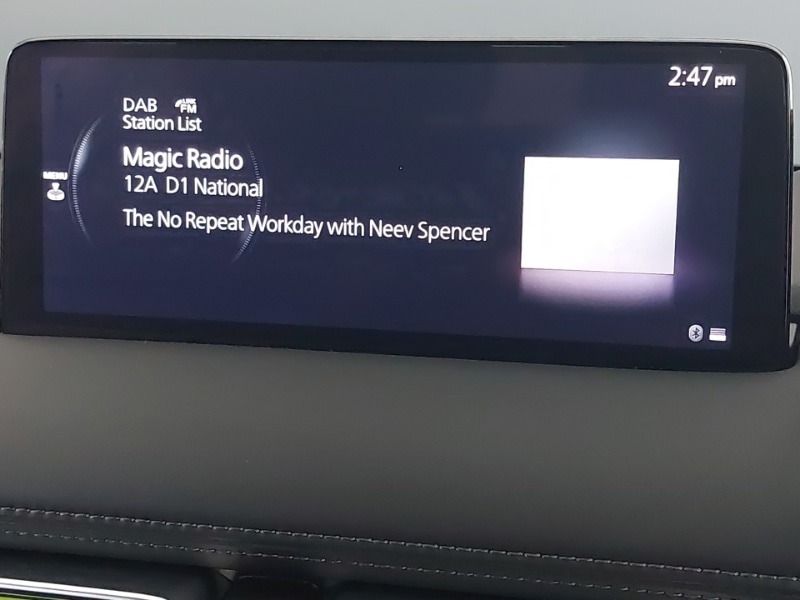 2:47 pm
DAB LINK FM
Station List
Magic Radio
MENU
12A D1 National
The No Repeat Workday with Neev Spencer